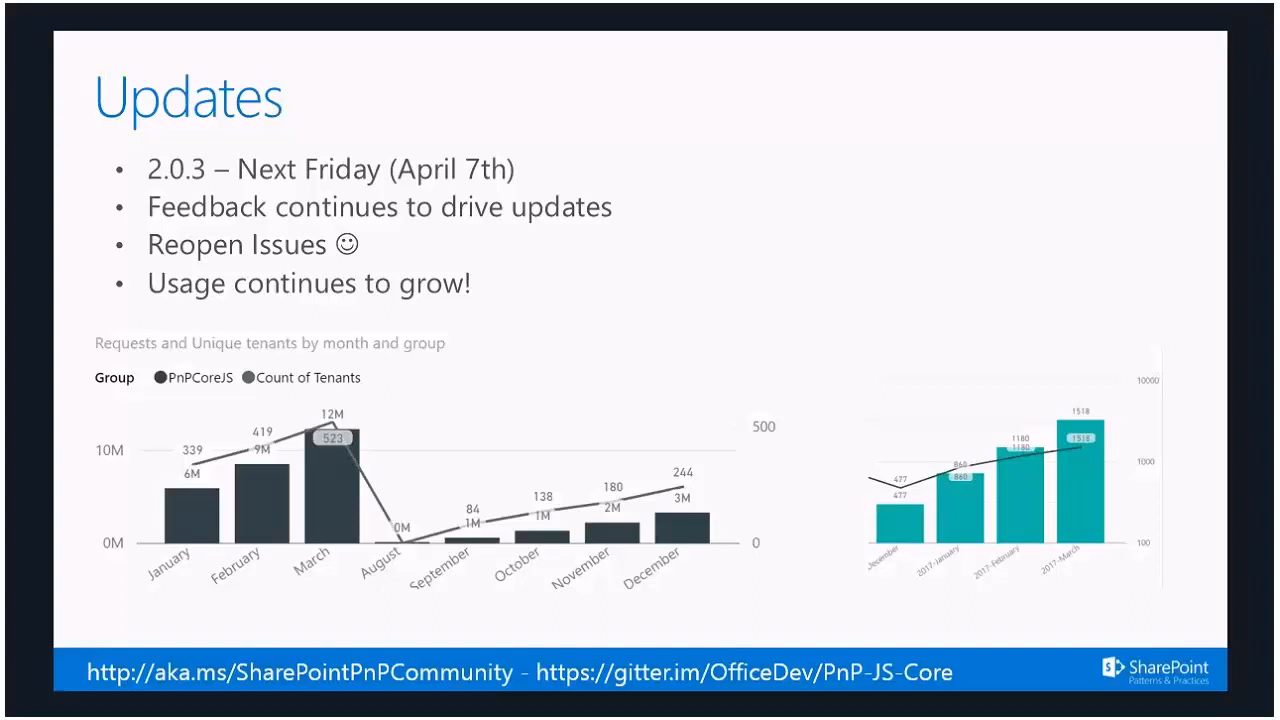 Updates
• 2.0.3 – Next Friday (April 7th)
• Feedback continues to drive updates
• Reopen Issues ☺
• Usage continues to grow!
Requests and Unique tenants by month and group
Group PnPCoreJS Count of Tenants
12M
523
339
419
9M
6M
10M
0M
0M
84
1M
138
1M
180
2M
244
3M
500
0
January February March August September October November December
10000
1000
100
477
477
860
860
1180
1180
1518
1518
December 2017-January 2017-February 2017-March
http://aka.ms/SharePointPnPCommunity - https://gitter.im/OfficeDev/PnP-JS-Core
SharePoint
Patterns & Practices